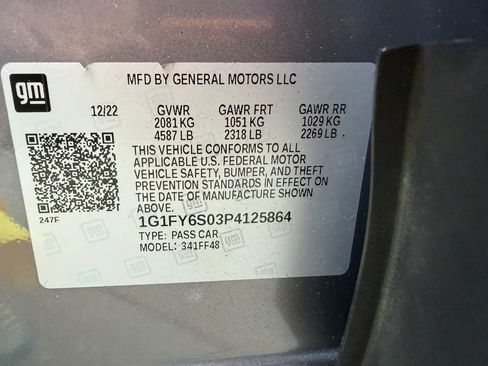 gm
MFD BY GENERAL MOTORS LLC
12/22 GVWR GAWR FRT GAWR RR
2081 KG 1051 KG 1029 KG
4587 LB 2318 LB 2269 LB
THIS VEHICLE CONFORMS TO ALL
APPLICABLE U.S. FEDERAL MOTOR
VEHICLE SAFETY, BUMPER, AND THEFT
PREVENTION STANDARDS IN EFFECT ON
THE DATE OF MANUFACTURE SHOWN
ABOVE.
247F
1G1FY6S03P4125864
TYPE: PASS CAR
MODEL: 341FF48